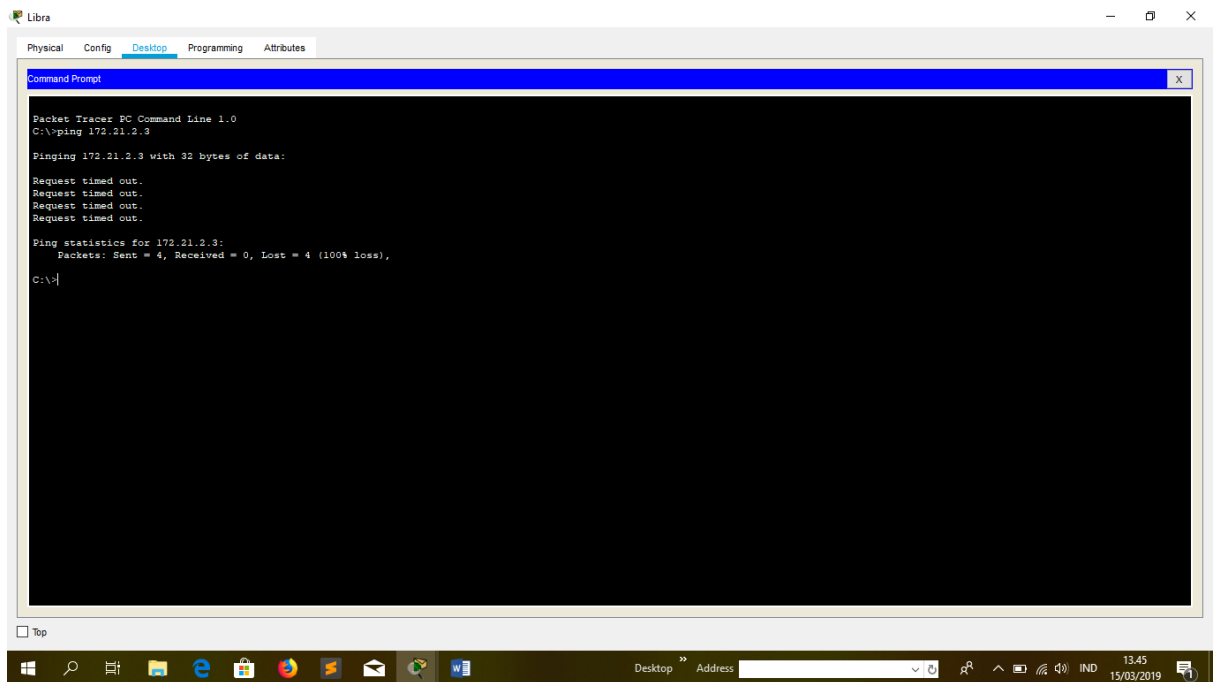 Libra
Physical Config Desktop Programming Attributes
Command Prompt
X
Packet Tracer PC Command Line 1.0
C:\>ping 172.21.2.3
Pinging 172.21.2.3 with 32 bytes of data:
Request timed out.
Request timed out.
Request timed out.
Request timed out.
Ping statistics for 172.21.2.3:
Packets: Sent = 4, Received = 0, Lost = 4 (100% loss),
C:\>
Top
Desktop Address IND 13.45
15/03/2019